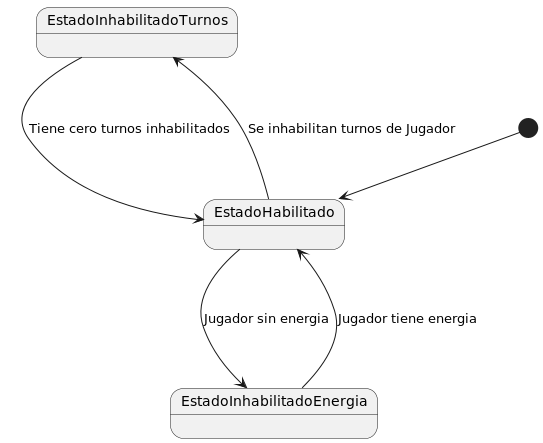 EstadoInhabilitadoTurnos
Tiene cero turnos inhabilitados
Se inhabilitan turnos de Jugador
EstadoHabilitado
Jugador sin energia
Jugador tiene energia
EstadoInhabilitadoEnergia